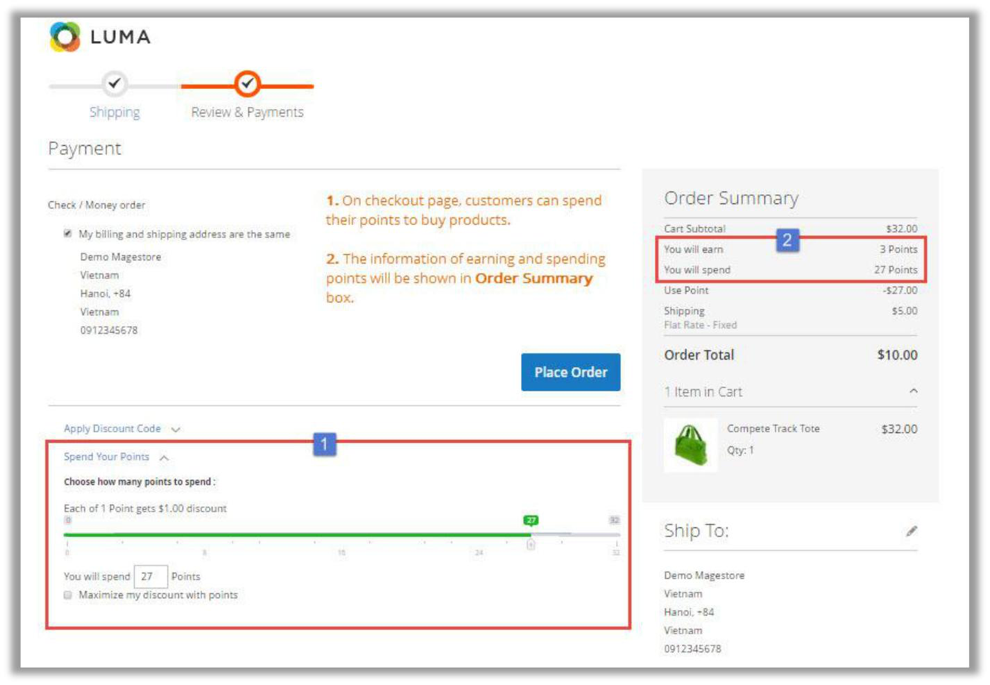 LUMA
Shipping
Review & Payments
Payment
Check / Money order
My billing and shipping address are the same
Demo Magestore
Vietnam
Hanoi, +84
Vietnam
0912345678
1. On checkout page, customers can spend
their points to buy products.
2. The information of earning and spending
points will be shown in Order Summary
box.
Place Order
Apply Discount Code
1
Spend Your Points
Choose how many points to spend :
Each of 1 Point gets $1.00 discount
0 27 32
0 8 16 24 32
You will spend 27 Points
Maximize my discount with points
Order Summary
Cart Subtotal $32.00
2
You will earn 3 Points
You will spend 27 Points
Use Point -$27.00
Shipping $5.00
Flat Rate - Fixed
Order Total $10.00
1 Item in Cart
Compete Track Tote $32.00
Qty: 1
Ship To:
Demo Magestore
Vietnam
Hanoi, +84
Vietnam
0912345678